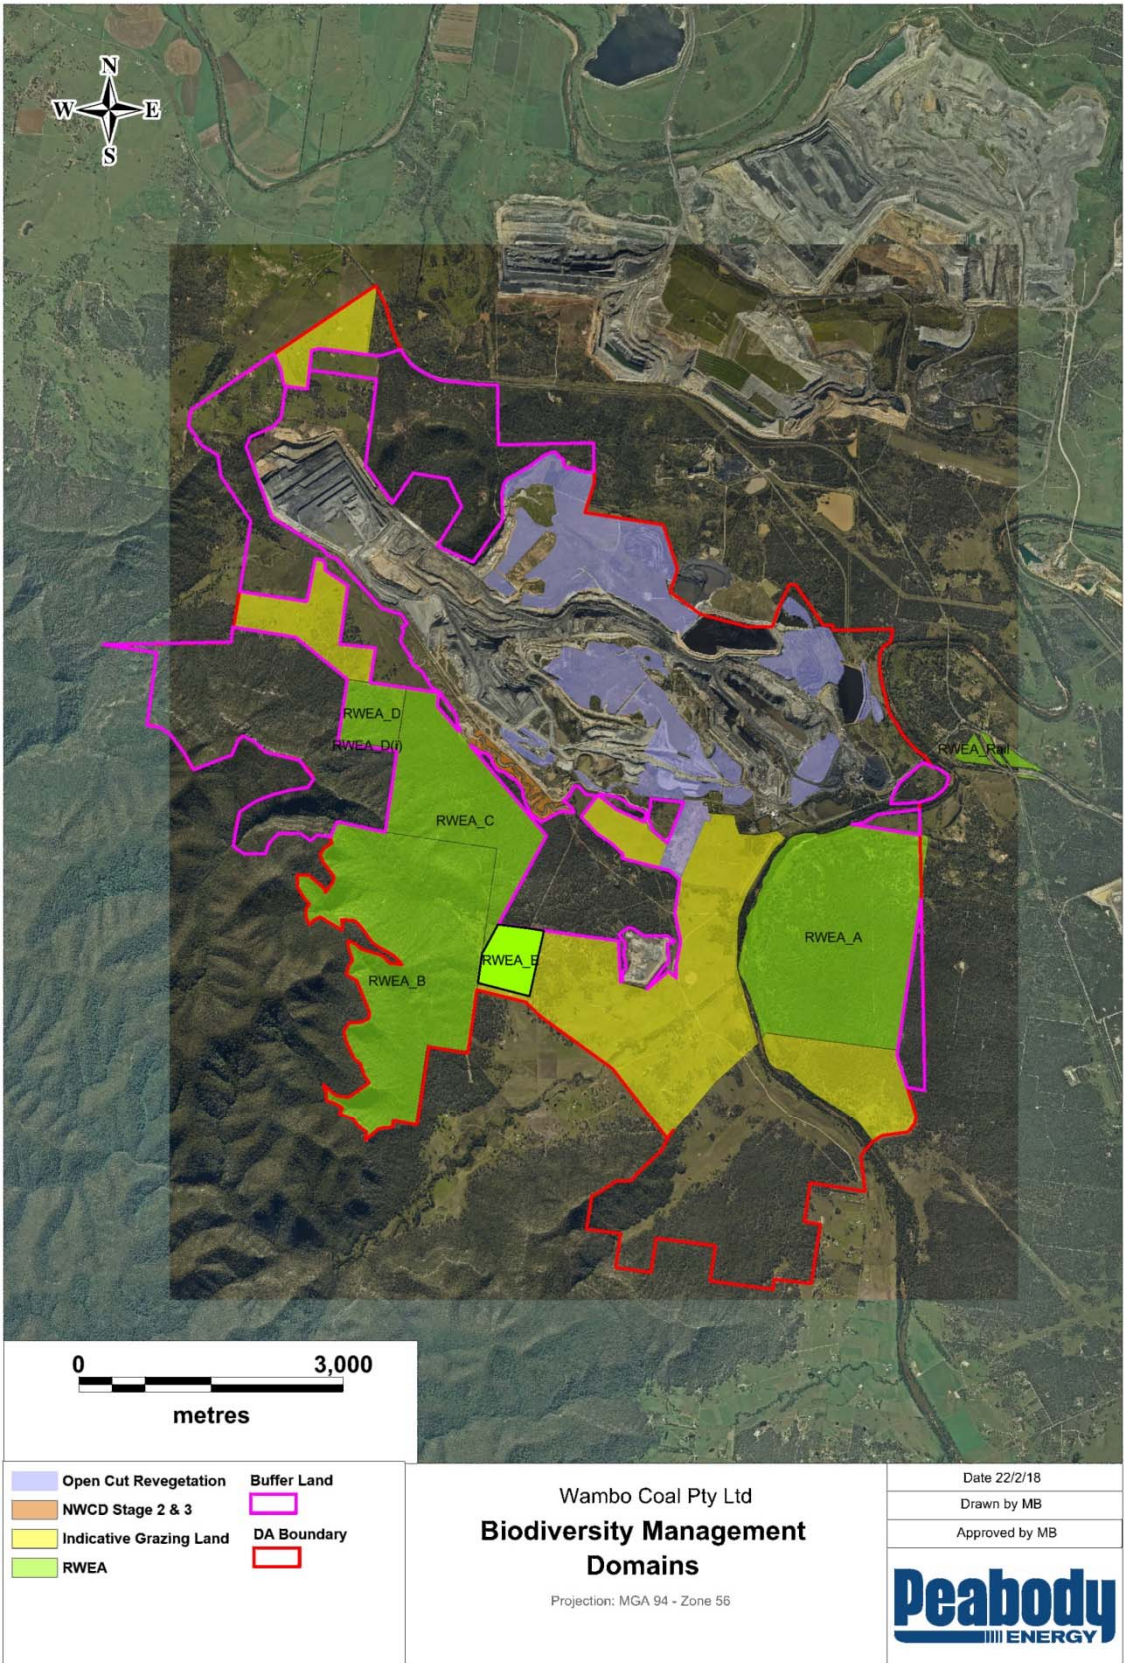 N
W E
S
RWEA_D
RWEA_D(i)
RWEA_Rail
RWEA_C
RWEA_A
RWEA_E
RWEA_B
0 3,000
metres
Open Cut Revegetation
NWCD Stage 2 & 3
Indicative Grazing Land
RWEA
Buffer Land
DA Boundary
Wambo Coal Pty Ltd
Biodiversity Management
Domains
Projection: MGA 94 - Zone 56
Date 22/2/18
Drawn by MB
Approved by MB
Peabody
ENERGY